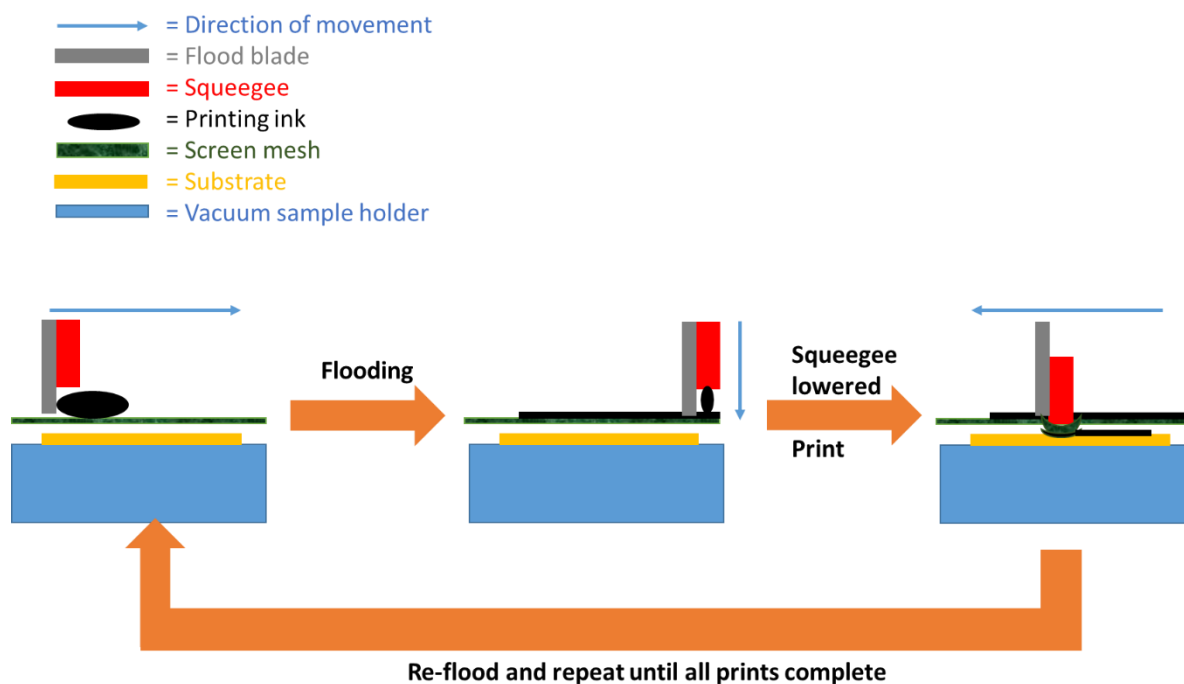 = Direction of movement
= Flood blade
= Squeegee
= Printing ink
= Screen mesh
= Substrate
= Vacuum sample holder
Flooding
Squeegee
lowered
Print
Re-flood and repeat until all prints complete